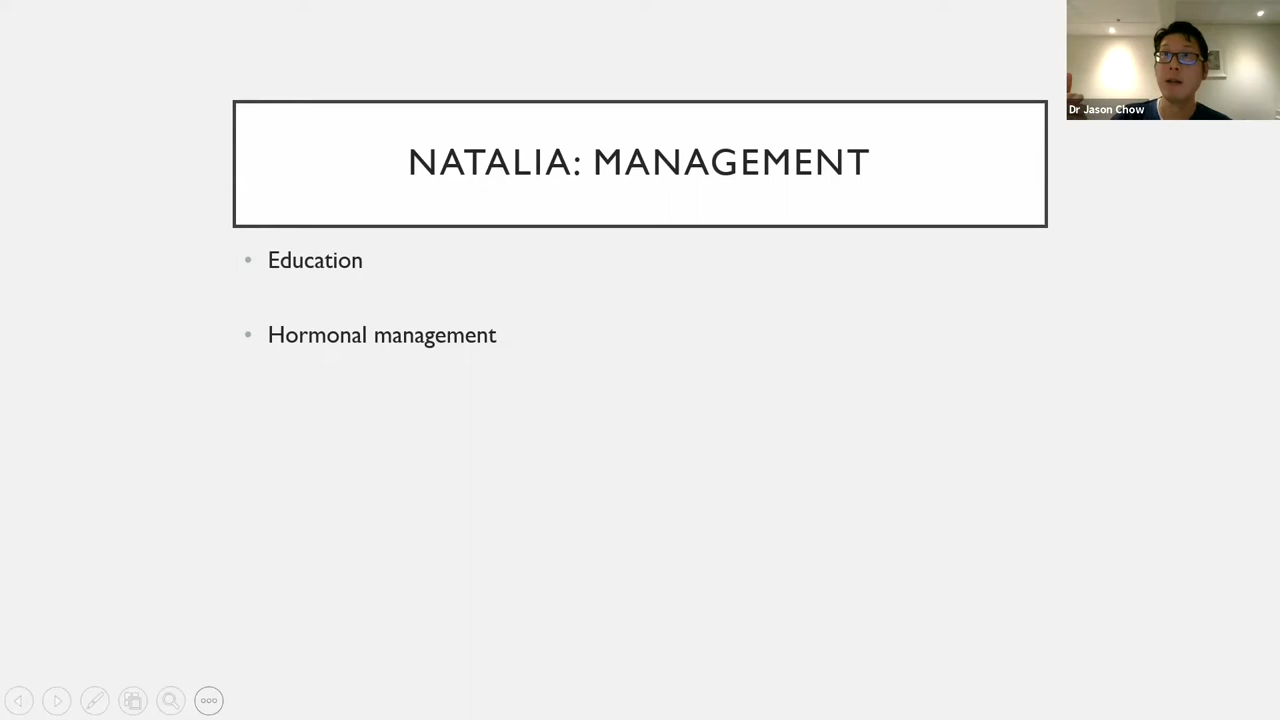 Dr Jason Chow
NATALIA: MANAGEMENT
• Education
• Hormonal management